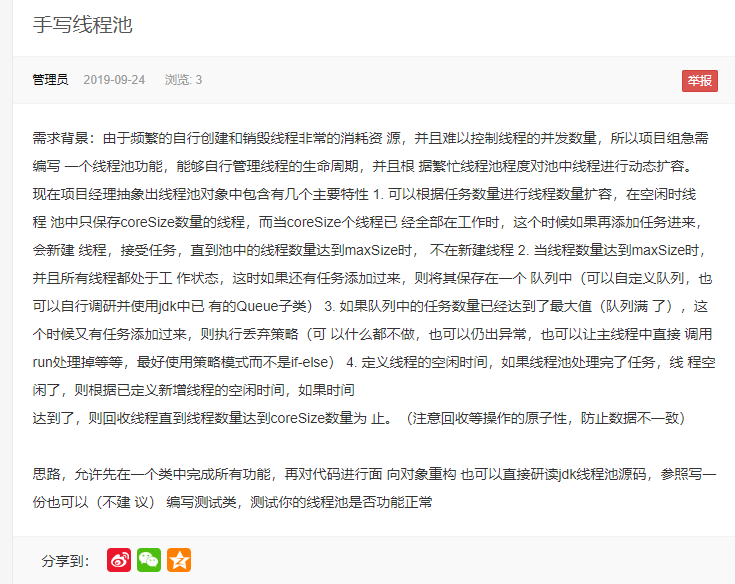 手写线程池
管理员 2019-09-24 浏览: 3 举报
需求背景：由于频繁的自行创建和销毁线程非常的消耗资 源，并且难以控制线程的并发数量，所以项目组急需
编写 一个线程池功能，能够自行管理线程的生命周期，并且根 据繁忙线程池程度对池中线程进行动态扩容。
现在项目经理抽象出线程池对象中包含有几个主要特性 1. 可以根据任务数量进行线程数量扩容，在空闲时线
程 池中只保存coreSize数量的线程，而当coreSize个线程已 经全部在工作时，这个时候如果再添加任务进来，
会新建 线程，接受任务，直到池中的线程数量达到maxSize时， 不在新建线程 2. 当线程数量达到maxSize时，
并且所有线程都处于工 作状态，这时如果还有任务添加过来，则将其保存在一个 队列中（可以自定义队列，也
可以自行调研并使用jdk中已 有的Queue子类） 3. 如果队列中的任务数量已经达到了最大值（队列满 了），这
个时候又有任务添加过来，则执行丢弃策略（可 以什么都不做，也可以仍出异常，也可以让主线程中直接 调用
run处理掉等等，最好使用策略模式而不是if-else） 4. 定义线程的空闲时间，如果线程池处理完了任务，线 程空
闲了，则根据已定义新增线程的空闲时间，如果时间
达到了，则回收线程直到线程数量达到coreSize数量为 止。（注意回收等操作的原子性，防止数据不一致）
思路，允许先在一个类中完成所有功能，再对代码进行面 向对象重构 也可以直接研读jdk线程池源码，参照写一
份也可以（不建 议） 编写测试类，测试你的线程池是否功能正常
分享到：